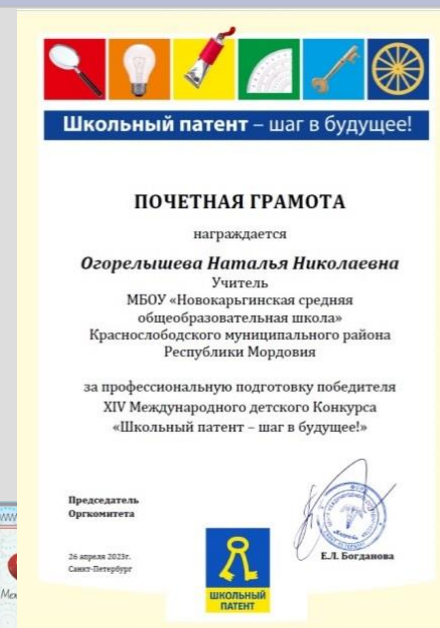 Школьный патент – шаг в будущее!
ПОЧЕТНАЯ ГРАМОТА
награждается
Огорелышева Наталья Николаевна
Учитель
МБОУ «Новокарьгинская средняя
общеобразовательная школа»
Краснослободского муниципального района
Республики Мордовия
за профессиональную подготовку победителя
XIV Международного детского Конкурса
«Школьный патент – шаг в будущее!»
Председатель
Оргкомитета
26 апреля 2023г.
Санкт-Петербург
Е.Л. Богданова
ШКОЛЬНЫЙ
ПАТЕНТ